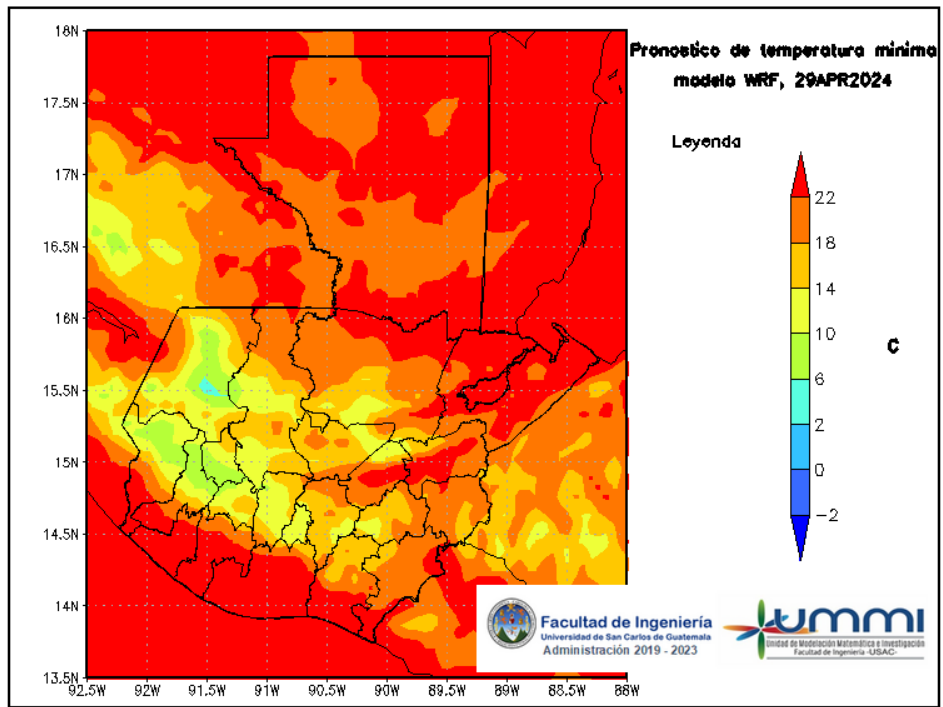 Pronostico de temperatura minima
modelo WRF, 29APR2024
Leyenda
22
18
14
10
6
2
0
−2
C
18N
17.5N
17N
16.5N
16N
15.5N
15N
14.5N
14N
13.5N
92.5W 92W 91.5W 91W 90.5W 90W 89.5W 89W 88.5W 88W
Facultad de Ingeniería
Universidad de San Carlos de Guatemala
Administración 2019 - 2023
UMMI
Unidad de Modelación Matemática e Investigación
Facultad de Ingeniería -USAC-